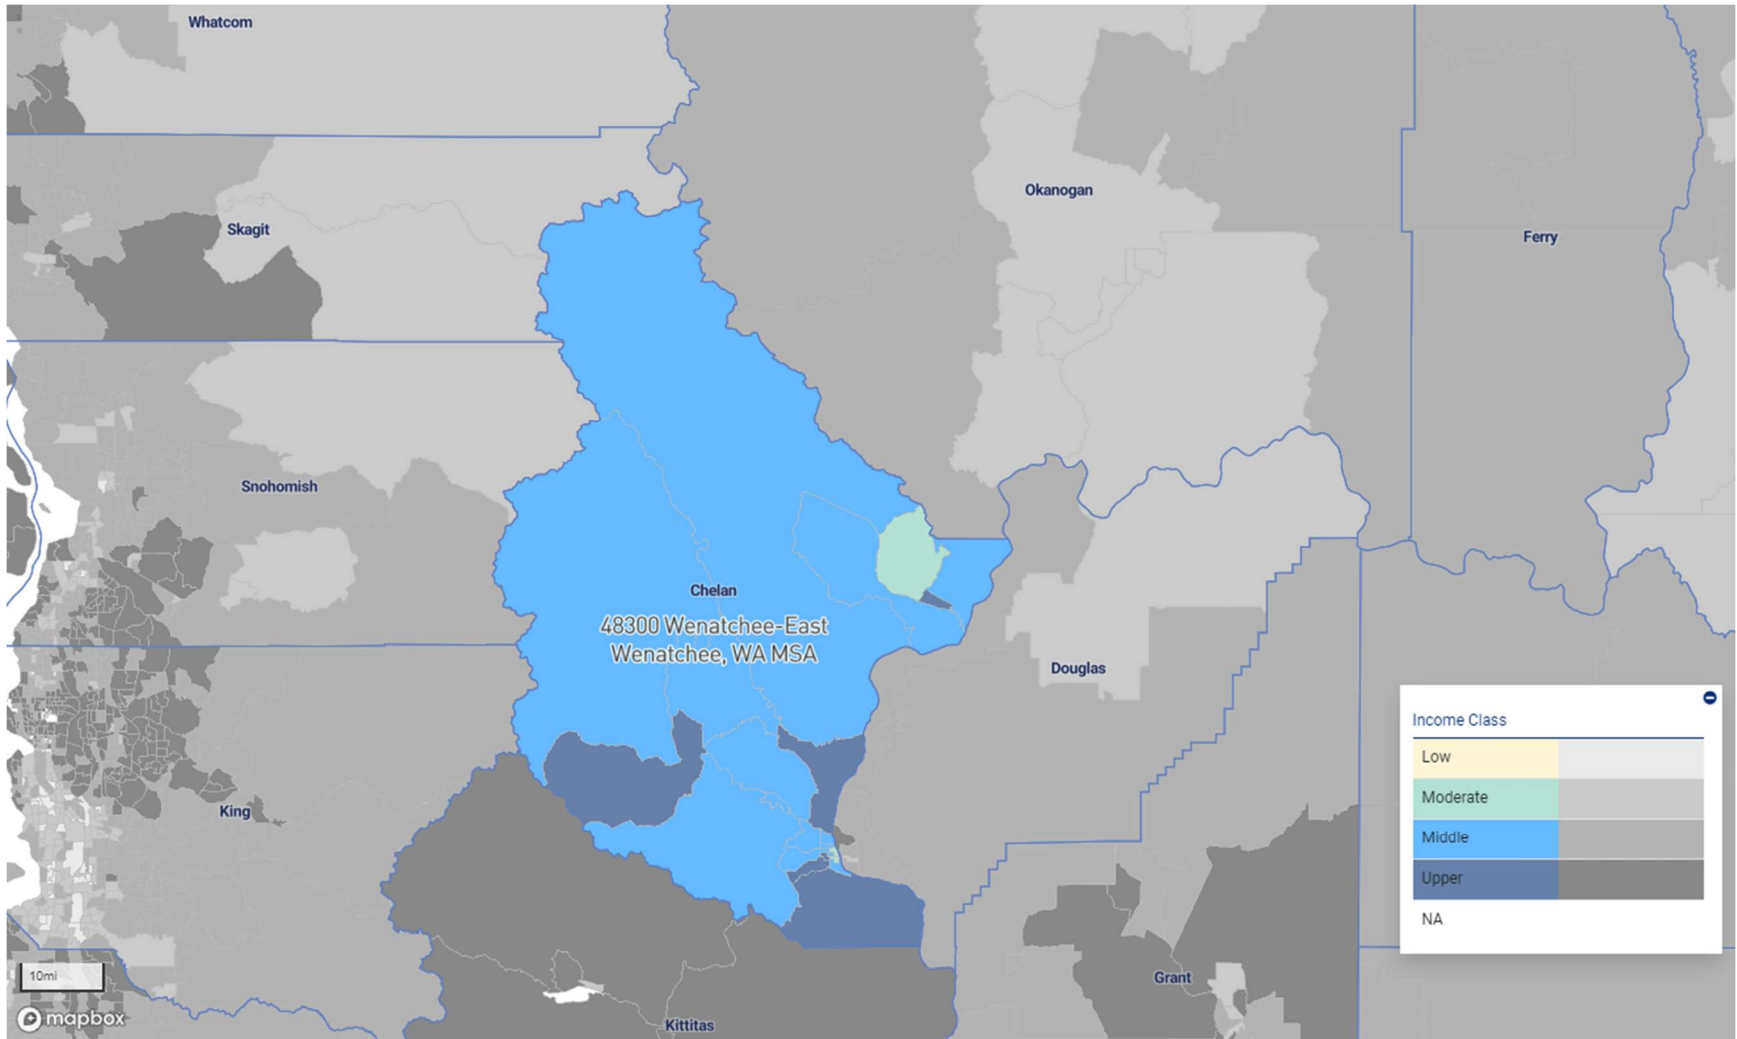 Whatcom
Okanogan
Skagit
Ferry
Snohomish
Chelan
48300 Wenatchee-East
Wenatchee, WA MSA
Douglas
King
Grant
Kittitas
Income Class
Low
Moderate
Middle
Upper
NA
10mi
mapbox